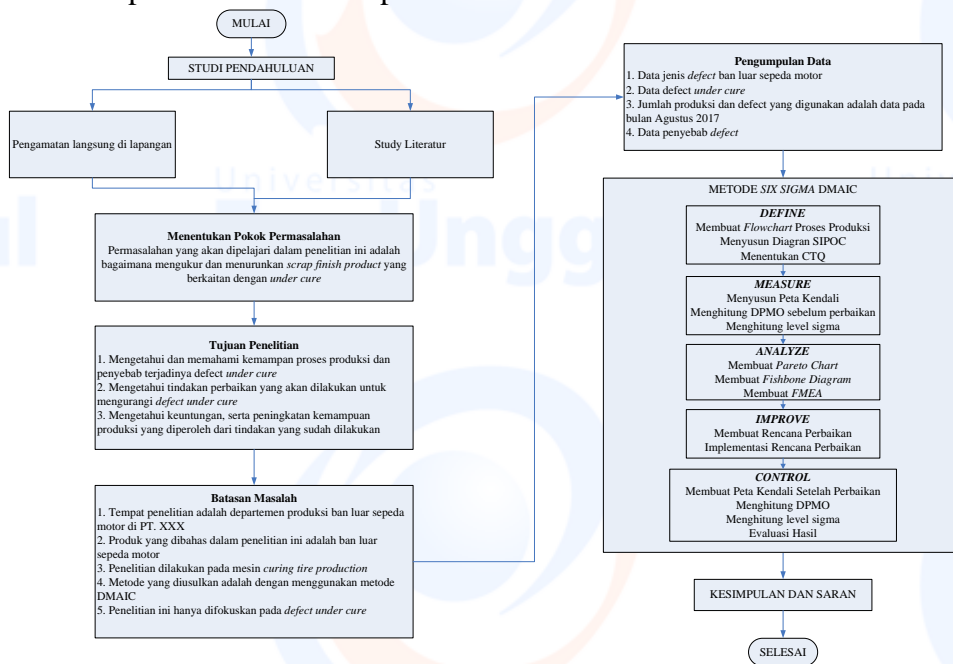 MULAI
STUDI PENDAHULUAN
Pengamatan langsung di lapangan
Study Literatur
Universitas
Menentukan Pokok Permasalahan
Permasalahan yang akan dipelajari dalam penelitian ini adalah
bagaimana mengukur dan menurunkan scrap finish product yang
berkaitan dengan under cure
Tujuan Penelitian
1. Mengetahui dan memahami kemampan proses produksi dan
penyebab terjadinya defect under cure
2. Mengetahui tindakan perbaikan yang akan dilakukan untuk
mengurangi defect under cure
3. Mengetahui keuntungan, serta peningkatan kemampuan
produksi yang diperoleh dari tindakan yang sudah dilakukan
Batasan Masalah
1. Tempat penelitian adalah departemen produksi ban luar sepeda
motor di PT. XXX
2. Produk yang dibahas dalam penelitian ini adalah ban luar
sepeda motor
3. Penelitian dilakukan pada mesin curing tire production
4. Metode yang diusulkan adalah dengan menggunakan metode
DMAIC
5. Penelitian ini hanya difokuskan pada defect under cure
Pengumpulan Data
1. Data jenis defect ban luar sepeda motor
2. Data defect under cure
3. Jumlah produksi dan defect yang digunakan adalah data pada
bulan Agustus 2017
4. Data penyebab defect
METODE SIX SIGMA DMAIC
DEFINE
Membuat Flowchart Proses Produksi
Menyusun Diagram SIPOC
Menentukan CTQ
MEASURE
Menyusun Peta Kendali
Menghitung DPMO sebelum perbaikan
Menghitung level sigma
ANALYZE
Membuat Pareto Chart
Membuat Fishbone Diagram
Membuat FMEA
IMPROVE
Membuat Rencana Perbaikan
Implementasi Rencana Perbaikan
CONTROL
Membuat Peta Kendali Setelah Perbaikan
Menghitung DPMO
Menghitung level sigma
Evaluasi Hasil
KESIMPULAN DAN SARAN
SELESAI